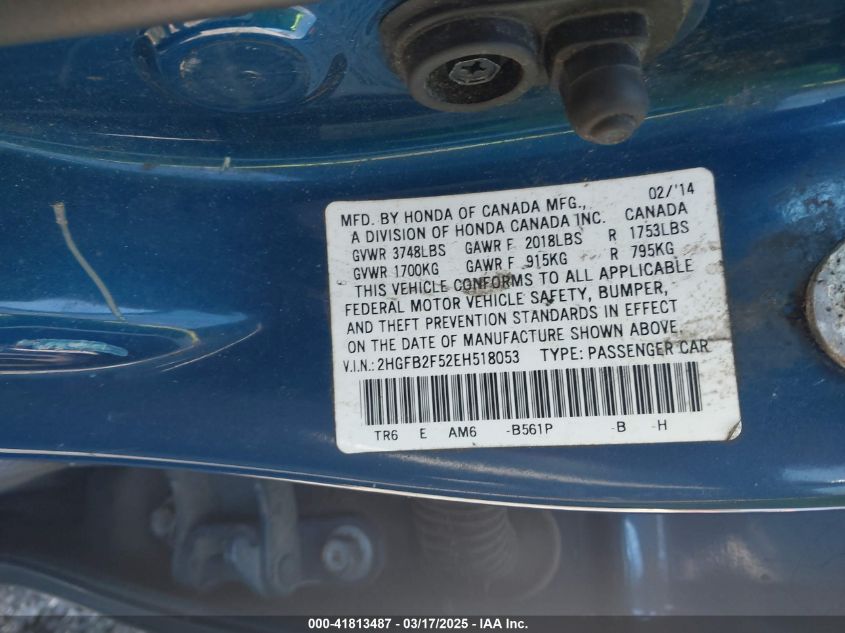 MFD. BY HONDA OF CANADA MFG., 02/'14
A DIVISION OF HONDA CANADA INC. CANADA
GVWR 3748LBS GAWR F 2018LBS R 1753LBS
GVWR 1700KG GAWR F 915KG R 795KG
THIS VEHICLE CONFORMS TO ALL APPLICABLE
FEDERAL MOTOR VEHICLE SAFETY, BUMPER,
AND THEFT PREVENTION STANDARDS IN EFFECT
ON THE DATE OF MANUFACTURE SHOWN ABOVE.
V.I.N.: 2HGFB2F52EH518053 TYPE: PASSENGER CAR
TR6 E AM6 -B561P -B -H
000-41813487 - 03/17/2025 - IAA Inc.